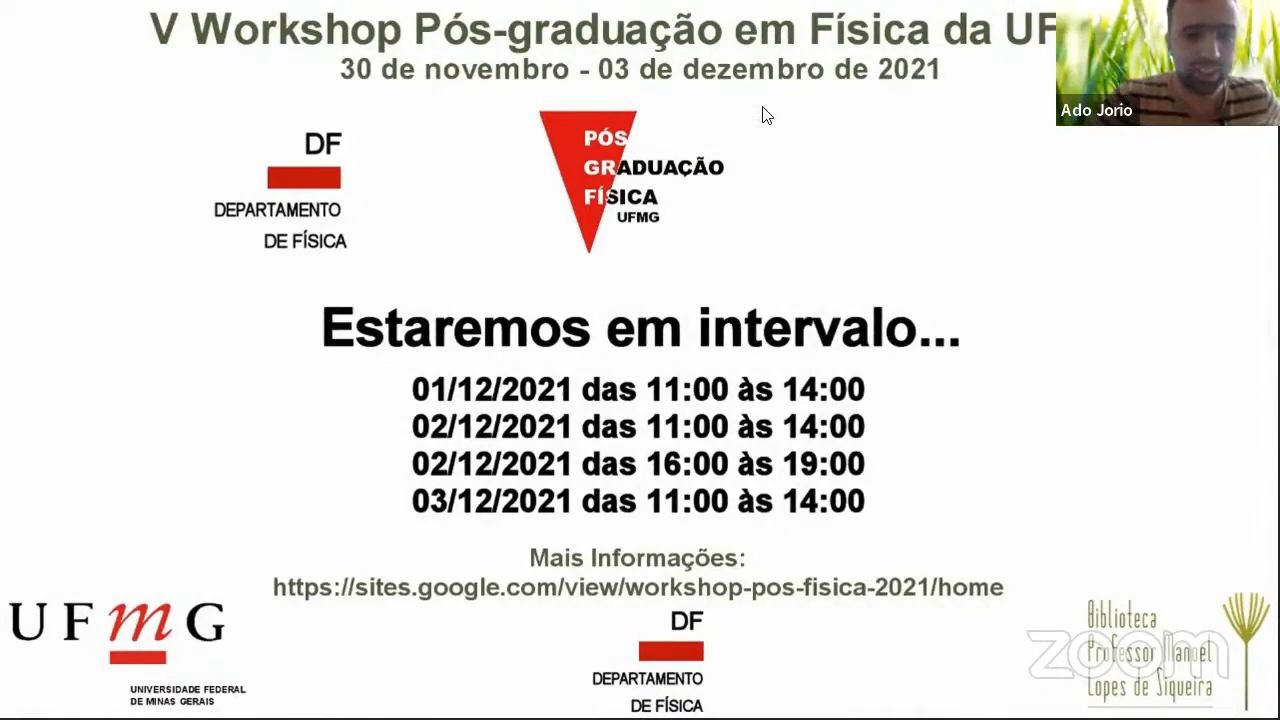 V Workshop Pós-graduação em Física da UF
30 de novembro - 03 de dezembro de 2021
Ado Jorio
DF
DEPARTAMENTO
DE FÍSICA
PÓS
GRADUAÇÃO
FÍSICA
UFMG
Estaremos em intervalo...
01/12/2021 das 11:00 às 14:00
02/12/2021 das 11:00 às 14:00
02/12/2021 das 16:00 às 19:00
03/12/2021 das 11:00 às 14:00
Mais Informações:
https://sites.google.com/view/workshop-pos-fisica-2021/home
UFmG
UNIVERSIDADE FEDERAL
DE MINAS GERAIS
DF
DEPARTAMENTO
DE FÍSICA
Biblioteca
Professor Manoel
Lopes de Siqueira
zoom